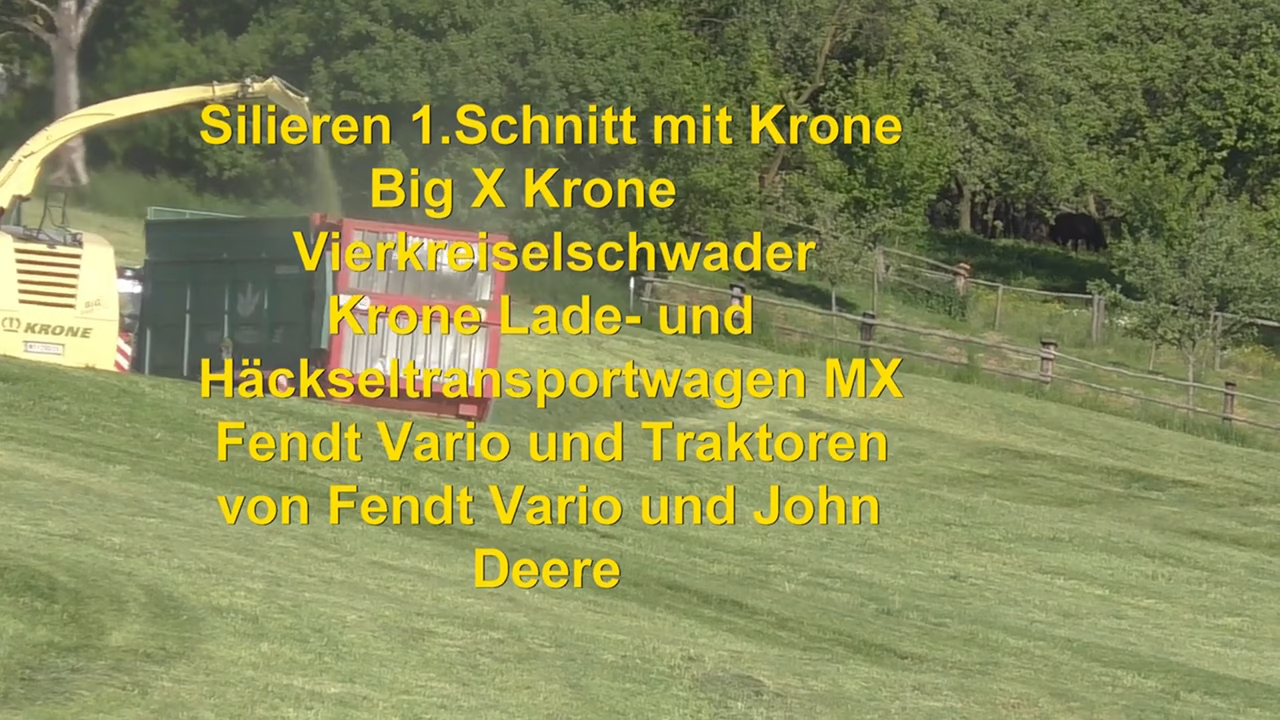 Silieren 1.Schnitt mit Krone
Big X Krone
Vierkreiselschwader
Krone Lade- und
Häckseltransportwagen MX
Fendt Vario und Traktoren
von Fendt Vario und John
Deere
KRONE